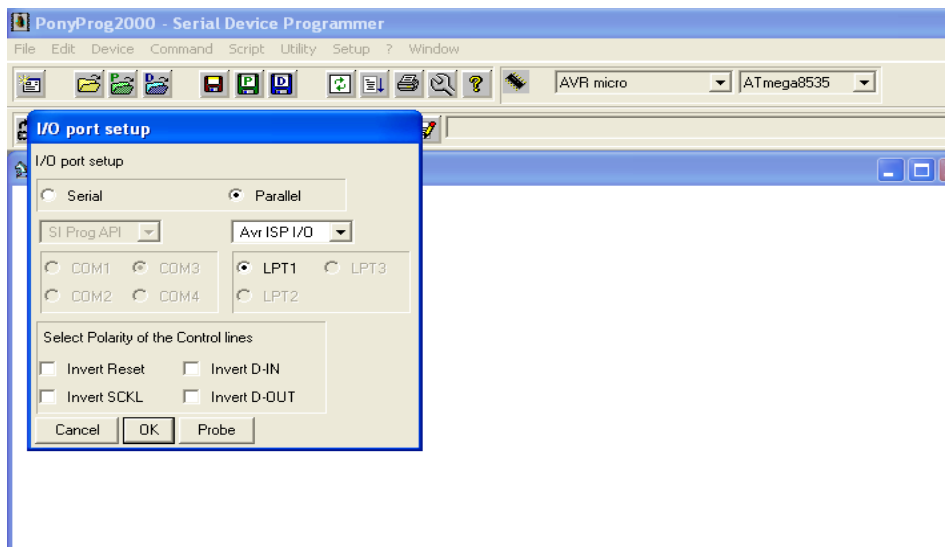 PonyProg2000 - Serial Device Programmer
File Edit Device Command Script Utility Setup ? Window
P D P D ?
AVR micro ATmega8535
I/O port setup
I/O port setup
Serial Parallel
SI Prog API Avr ISP I/O
COM1 COM3 LPT1 LPT3
COM2 COM4 LPT2
Select Polarity of the Control lines
Invert Reset Invert D-IN
Invert SCKL Invert D-OUT
Cancel OK Probe